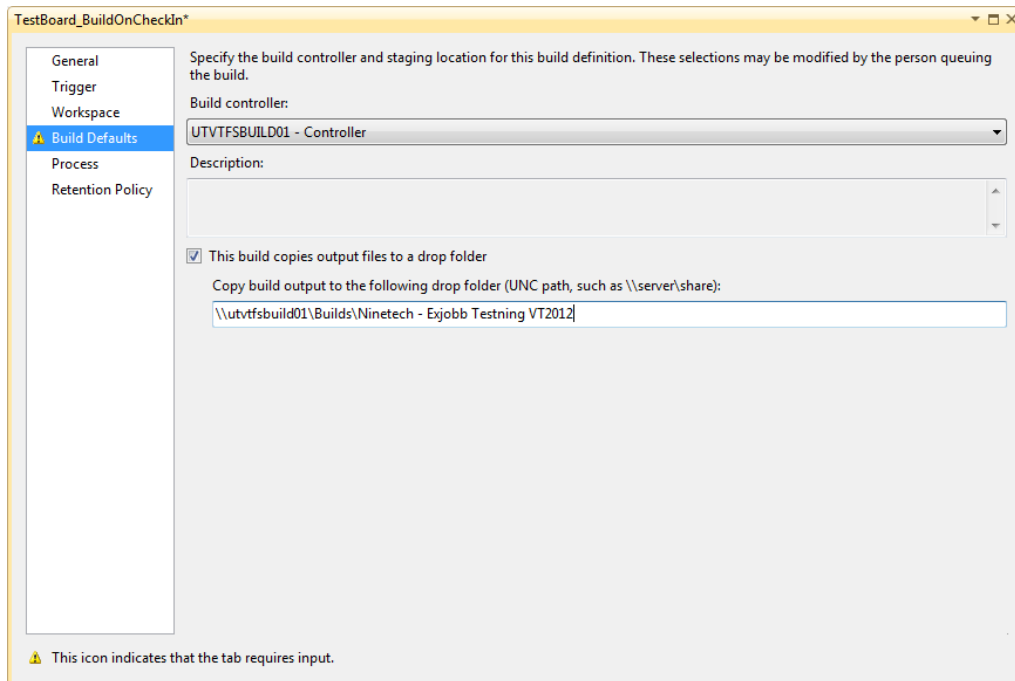 TestBoard_BuildOnCheckIn*
General
Trigger
Workspace
Build Defaults
Process
Retention Policy
Specify the build controller and staging location for this build definition. These selections may be modified by the person queuing
the build.
Build controller:
UTVTFSBUILD01 - Controller
Description:
This build copies output files to a drop folder
Copy build output to the following drop folder (UNC path, such as \\server\share):
\\utvtfsbuild01\Builds\Ninetech - Exjobb Testning VT2012
This icon indicates that the tab requires input.